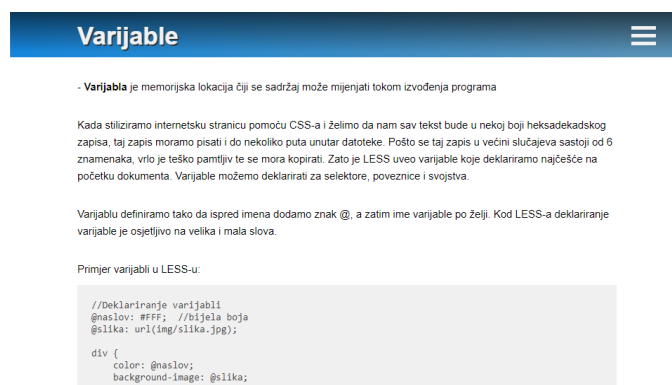 Varijable
- Varijabla je memorijska lokacija čiji se sadržaj može mijenjati tokom izvođenja programa
Kada stiliziramo internetsku stranicu pomoću CSS-a i želimo da nam sav tekst bude u nekoj boji heksadekadskog
zapisa, taj zapis moramo pisati i do nekoliko puta unutar datoteke. Pošto se taj zapis u većini slučajeva sastoji od 6
znamenaka, vrlo je teško pamtljiv te se mora kopirati. Zato je LESS uveo varijable koje deklariramo najčešće na
početku dokumenta. Varijable možemo deklarirati za selektore, poveznice i svojstva.
Varijablu definiramo tako da ispred imena dodamo znak @, a zatim ime varijable po želji. Kod LESS-a deklariranje
varijable je osjetljivo na velika i mala slova.
Primjer varijabli u LESS-u:
//Deklariranje varijabli
@naslov: #FFF;  //bijela boja
@slika: url(img/slika.jpg);
div {
color: @naslov;
background-image: @slika;